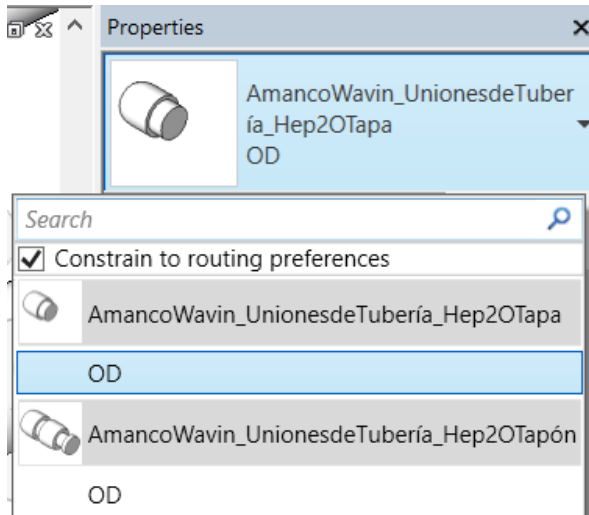 Properties
AmancoWavin_UnionesdeTuber
ía_Hep2OTapa
OD
Search
Constrain to routing preferences
AmancoWavin_UnionesdeTubería_Hep2OTapa
OD
AmancoWavin_UnionesdeTubería_Hep2OTapón
OD